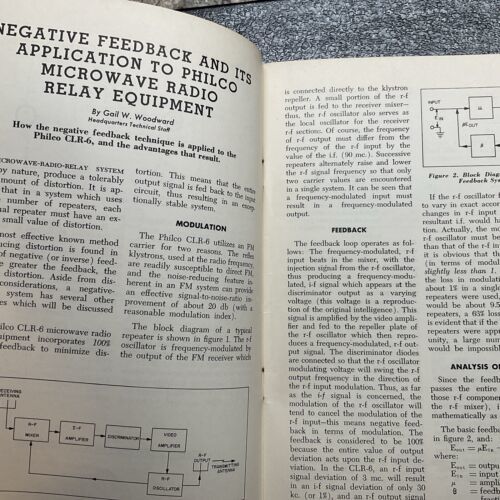 NEGATIVE FEEDBACK AND ITS
APPLICATION TO PHILCO
MICROWAVE RADIO
RELAY EQUIPMENT
By Gail W. Woodward
Headquarters Technical Staff
How the negative feedback technique is applied to the
Philco CLR-6, and the advantages that result.
MICROWAVE-RADIO-RELAY SYSTEM
by nature, produce a tolerably
amount of distortion. It is ap-
that in a system which uses
number of repeaters, each
ual repeater must have an ex-
small value of distortion.
most effective known method
ducing distortion is found in
of negative (or inverse) feed-
e greater the feedback, the
distortion. Aside from dis-
considerations, a negative-
system has several other
es which will be discussed
hilco CLR-6 microwave radio
uipment incorporates 100%
feedback to minimize dis-
tortion. This means that the entire
output signal is fed back to the input
circuit, thus resulting in an excep-
tionally stable system.
MODULATION
The Philco CLR-6 utilizes an FM
carrier for two reasons. The reflex
klystrons, used at the radio frequency,
are readily susceptible to direct FM,
and the noise-reducing feature in-
herent in an FM system can provide
an effective signal-to-noise-ratio im-
provement of about 20 db (with a
reasonable modulation index).
The block diagram of a typical
repeater is shown in figure 1. The r-f
oscillator is frequency-modulated by
the output of the FM receiver which
RECEIVING
ANTENNA
R-F
MIXER
I-F
AMPLIFIER
DISCRIMINATOR
VIDEO
AMPLIFIER
R-F
OSCILLATOR
R-F
OUTPUT
TRANSMITTING
ANTENNA
is connected directly to the klystron
repeller. A small portion of the r-f
output is fed to the receiver mixer—
thus, the r-f oscillator also serves as
the local oscillator for the receiver
r-f section. Of course, the frequency
of r-f output must differ from the
frequency of the r-f input by the
value of the i.f. (90 mc.). Successive
repeaters alternately raise and lower
the r-f signal frequency so that only
two carrier values are encountered
in a single system. It can be seen that
a frequency-modulated input must
result in a frequency-modulated
output.
FEEDBACK
The feedback loop operates as fol-
lows: The frequency-modulated, r-f
input beats in the mixer, with the
injection signal from the r-f oscillator,
thus producing a frequency-modu-
lated, i-f signal which appears at the
discriminator output as a varying
voltage (this voltage is a reproduc-
tion of the original intelligence). This
signal is amplified by the video ampli-
fier and fed to the repeller plate of
the r-f oscillator which then repro-
duces a frequency-modulated, r-f out-
put signal. The discriminator diodes
are connected so that the oscillator
modulating voltage will swing the r-f
output frequency in the direction of
the r-f input modulation. Thus, as far
as the i-f signal is concerned, the
modulation of the r-f oscillator will
tend to cancel the modulation of the
r-f input—this means negative feed-
back in terms of modulation. The
feedback is considered to be 100%
because the entire value of output
deviation acts upon the r-f input de-
viation. In the CLR-6, an r-f input
signal deviation of 3 mc. will result
in an i-f signal deviation of only 30
kc. (or 1%), and an r-f output signal
INPUT
E IN
μ
β E OUT
Figure 2. Block Diag
Feedback Sys
If the r-f oscillator f
to vary in exact accor
changes of r-f input
resultant i.f. would h
tion. Actually, the mo
r-f oscillator must be
than that of the r-f in
it is obvious that the
(in terms of modula
slightly less than 1.
the loss in modulati
about 1% in a single
repeaters were used,
would be about 90%
peaters, a 63% loss
is evident that if the
repeaters were appro
unity, a large num
would be impossible
ANALYSIS OF
Since the feedbac
passes the entire
those r-f compone
the r-f mixer), i
mathematically as
The basic feedba
in figure 2, and:
E OUT = μE IN
where:
E OUT = output
E IN = input
μ = ampl
β = feedb